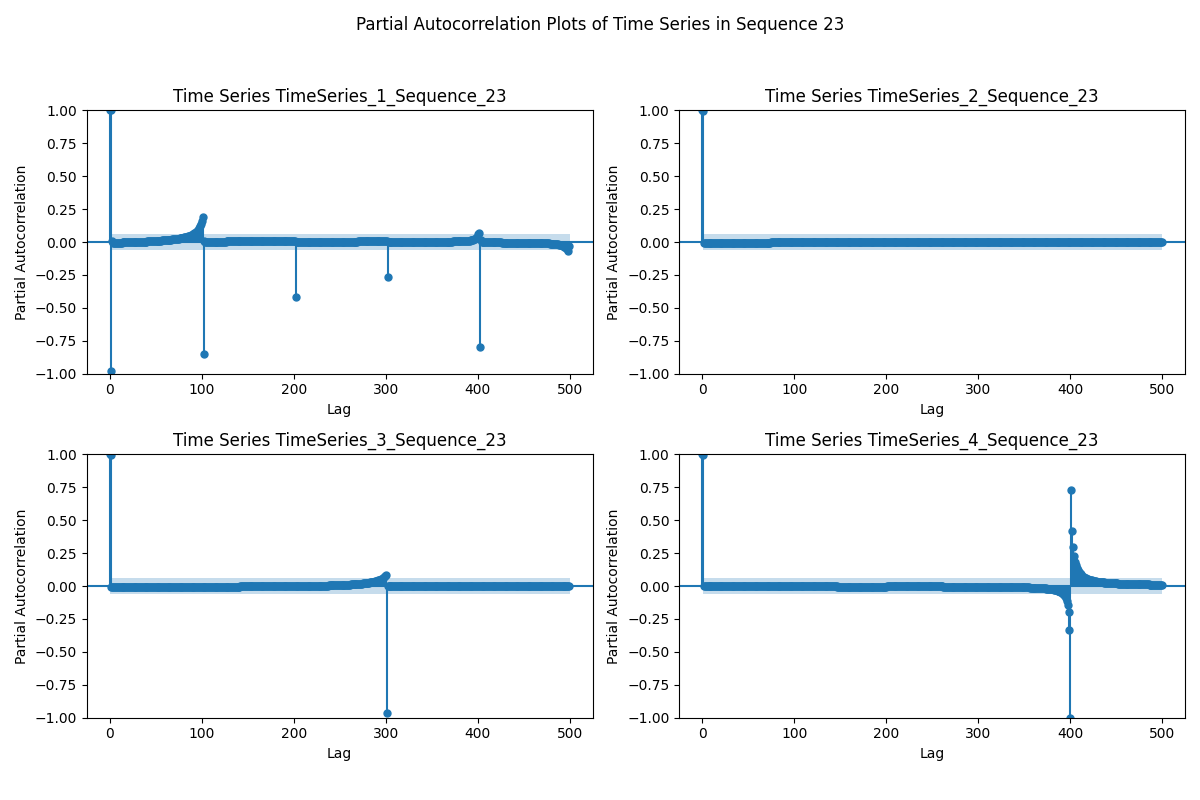 Partial Autocorrelation Plots of Time Series in Sequence 23
Time Series TimeSeries_1_Sequence_23
1.00
0.75
0.50
0.25
0.00
−0.25
−0.50
−0.75
−1.00
Partial Autocorrelation
0 100 200 300 400 500
Lag
Time Series TimeSeries_2_Sequence_23
1.00
0.75
0.50
0.25
0.00
−0.25
−0.50
−0.75
−1.00
Partial Autocorrelation
0 100 200 300 400 500
Lag
Time Series TimeSeries_3_Sequence_23
1.00
0.75
0.50
0.25
0.00
−0.25
−0.50
−0.75
−1.00
Partial Autocorrelation
0 100 200 300 400 500
Lag
Time Series TimeSeries_4_Sequence_23
1.00
0.75
0.50
0.25
0.00
−0.25
−0.50
−0.75
−1.00
Partial Autocorrelation
0 100 200 300 400 500
Lag